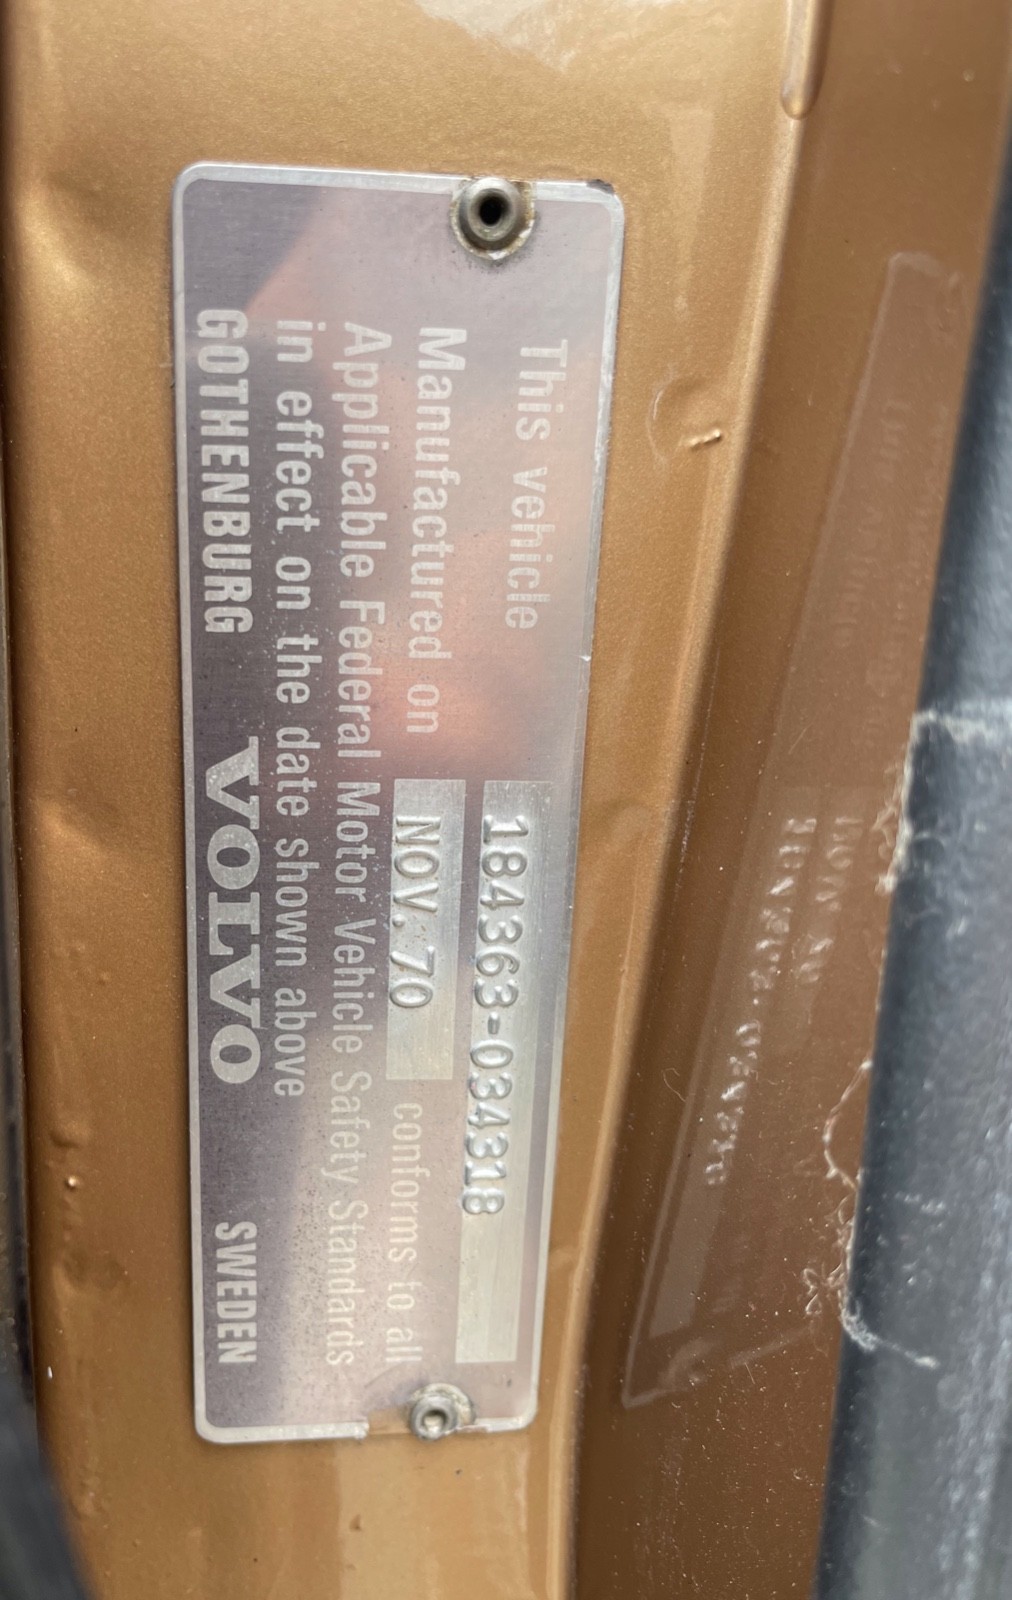 This vehicle 184363-034318
Manufactured on NOV.70 conforms to all
Applicable Federal Motor Vehicle Safety Standards
in effect on the date shown above
GOTHENBURG VOLVO SWEDEN